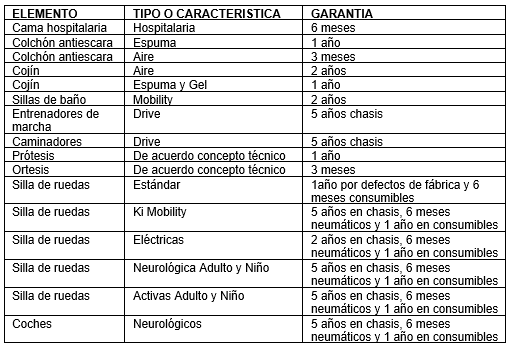 ELEMENTO TIPO O CARACTERISTICA GARANTIA
Cama hospitalaria Hospitalaria 6 meses
Colchón antiescara Espuma 1 año
Colchón antiescara Aire 3 meses
Cojín Aire 2 años
Cojín Espuma y Gel 1 año
Sillas de baño Mobility 2 años
Entrenadores de marcha Drive 5 años chasis
Caminadores Drive 5 años chasis
Prótesis De acuerdo concepto técnico 1 año
Ortesis De acuerdo concepto técnico 3 meses
Silla de ruedas Estándar 1año por defectos de fábrica y 6
meses consumibles
Silla de ruedas Ki Mobility 5 años en chasis, 6 meses
neumáticos y 1 año en consumibles
Silla de ruedas Eléctricas 2 años en chasis, 6 meses
neumáticos y 1 año en consumibles
Silla de ruedas Neurológica Adulto y Niño 5 años en chasis, 6 meses
neumáticos y 1 año en consumibles
Silla de ruedas Activas Adulto y Niño 5 años en chasis, 6 meses
neumáticos y 1 año en consumibles
Coches Neurológicos 5 años en chasis, 6 meses
neumáticos y 1 año en consumibles